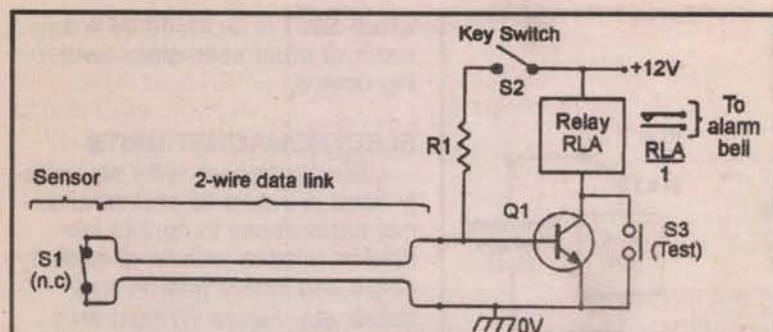 Key Switch
S2
+12V
R1
Relay
RLA
RLA
1
To
alarm
bell
Sensor
2-wire data link
Q1
S1
(n.c)
S3
(Test)
0V